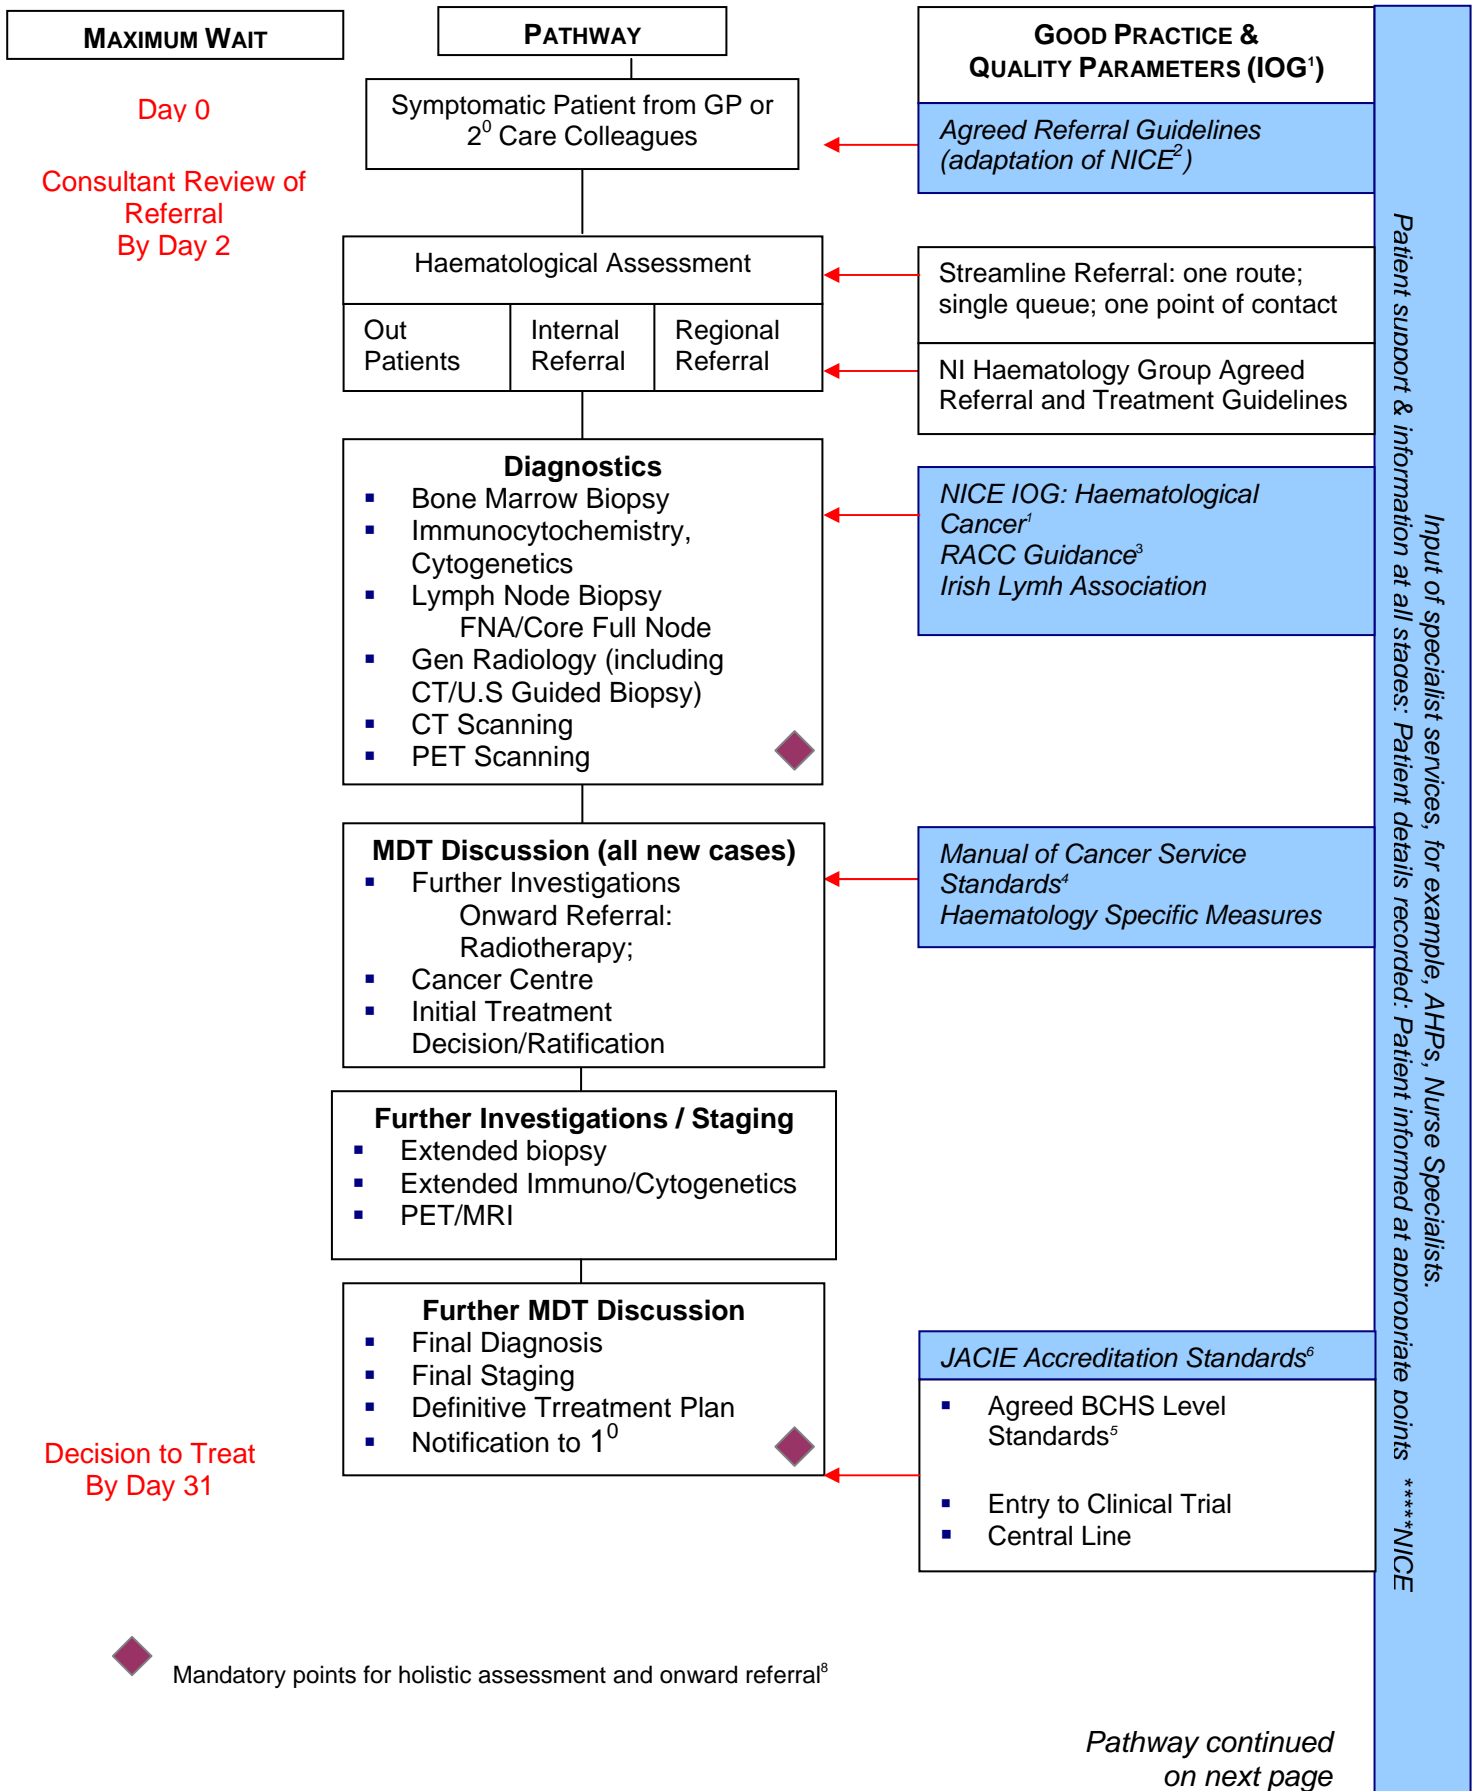 MAXIMUM WAIT
PATHWAY
GOOD PRACTICE &
QUALITY PARAMETERS (IOG¹)
Day 0
Consultant Review of
Referral
By Day 2
Symptomatic Patient from GP or
2⁰ Care Colleagues
Agreed Referral Guidelines
(adaptation of NICE²)
Haematological Assessment
Out
Patients
Internal
Referral
Regional
Referral
Streamline Referral: one route;
single queue; one point of contact
NI Haematology Group Agreed
Referral and Treatment Guidelines
Diagnostics
▪ Bone Marrow Biopsy
▪ Immunocytochemistry,
Cytogenetics
▪ Lymph Node Biopsy
FNA/Core Full Node
▪ Gen Radiology (including
CT/U.S Guided Biopsy)
▪ CT Scanning
▪ PET Scanning
NICE IOG: Haematological
Cancer¹
RACC Guidance³
Irish Lymh Association
MDT Discussion (all new cases)
▪ Further Investigations
Onward Referral:
Radiotherapy;
▪ Cancer Centre
▪ Initial Treatment
Decision/Ratification
Manual of Cancer Service
Standards⁴
Haematology Specific Measures
Further Investigations / Staging
▪ Extended biopsy
▪ Extended Immuno/Cytogenetics
▪ PET/MRI
Further MDT Discussion
▪ Final Diagnosis
▪ Final Staging
▪ Definitive Trreatment Plan
▪ Notification to 1⁰
Decision to Treat
By Day 31
JACIE Accreditation Standards⁶
▪ Agreed BCHS Level
Standards⁵
▪ Entry to Clinical Trial
▪ Central Line
Input of specialist services, for example, AHPs, Nurse Specialists.
Patient support & information at all stages: Patient details recorded: Patient informed at appropriate points *****NICE
Mandatory points for holistic assessment and onward referral⁸
Pathway continued
on next page